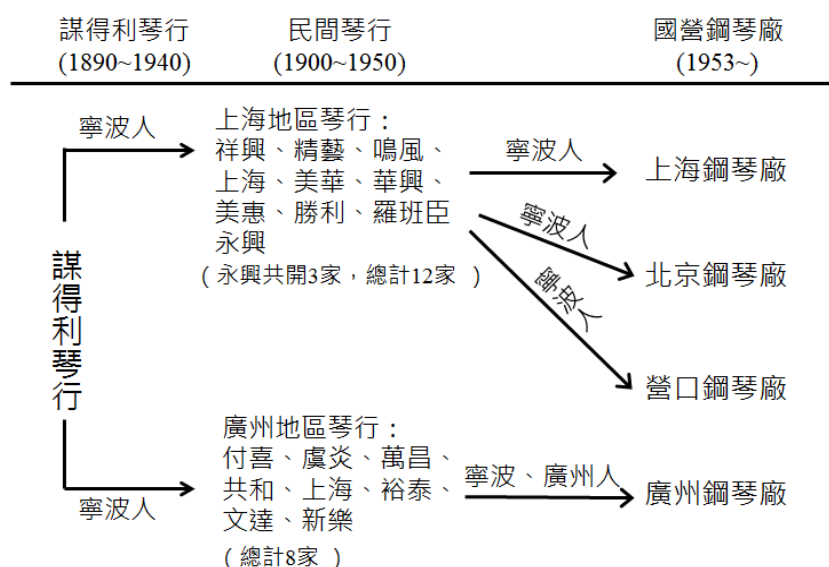 謀得利琴行
(1890~1940)
民間琴行
(1900~1950)
國營鋼琴廠
(1953~)
謀得利琴行
寧波人
上海地區琴行：
祥興、精藝、鳴風、
上海、美華、華興、
美惠、勝利、羅班臣
永興
（永興共開3家，總計12家 ）
寧波人
上海鋼琴廠
寧波人
北京鋼琴廠
寧波人
營口鋼琴廠
寧波人
廣州地區琴行：
付喜、虞炎、萬昌、
共和、上海、裕泰、
文達、新樂
（總計8家 ）
寧波、廣州人
廣州鋼琴廠